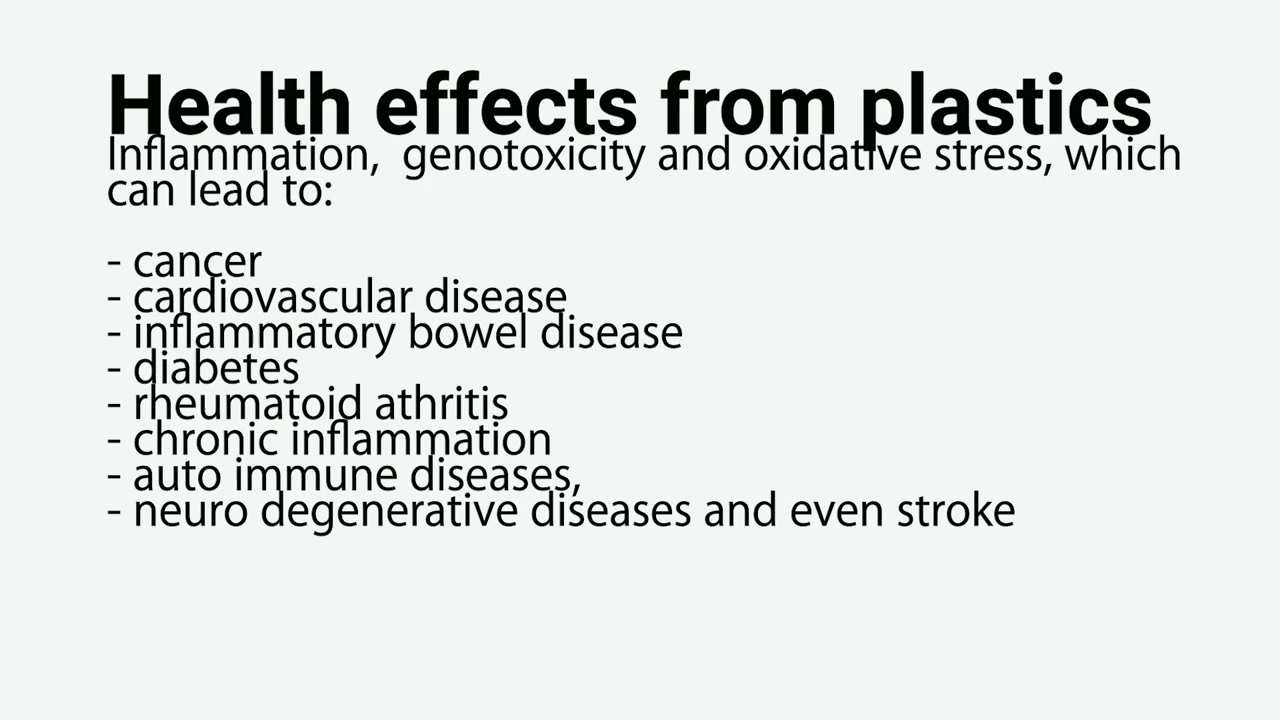 Health effects from plastics
Inflammation,  genotoxicity and oxidative stress, which
can lead to:
- cancer
- cardiovascular disease
- inflammatory bowel disease
- diabetes
- rheumatoid athritis
- chronic inflammation
- auto immune diseases,
- neuro degenerative diseases and even stroke